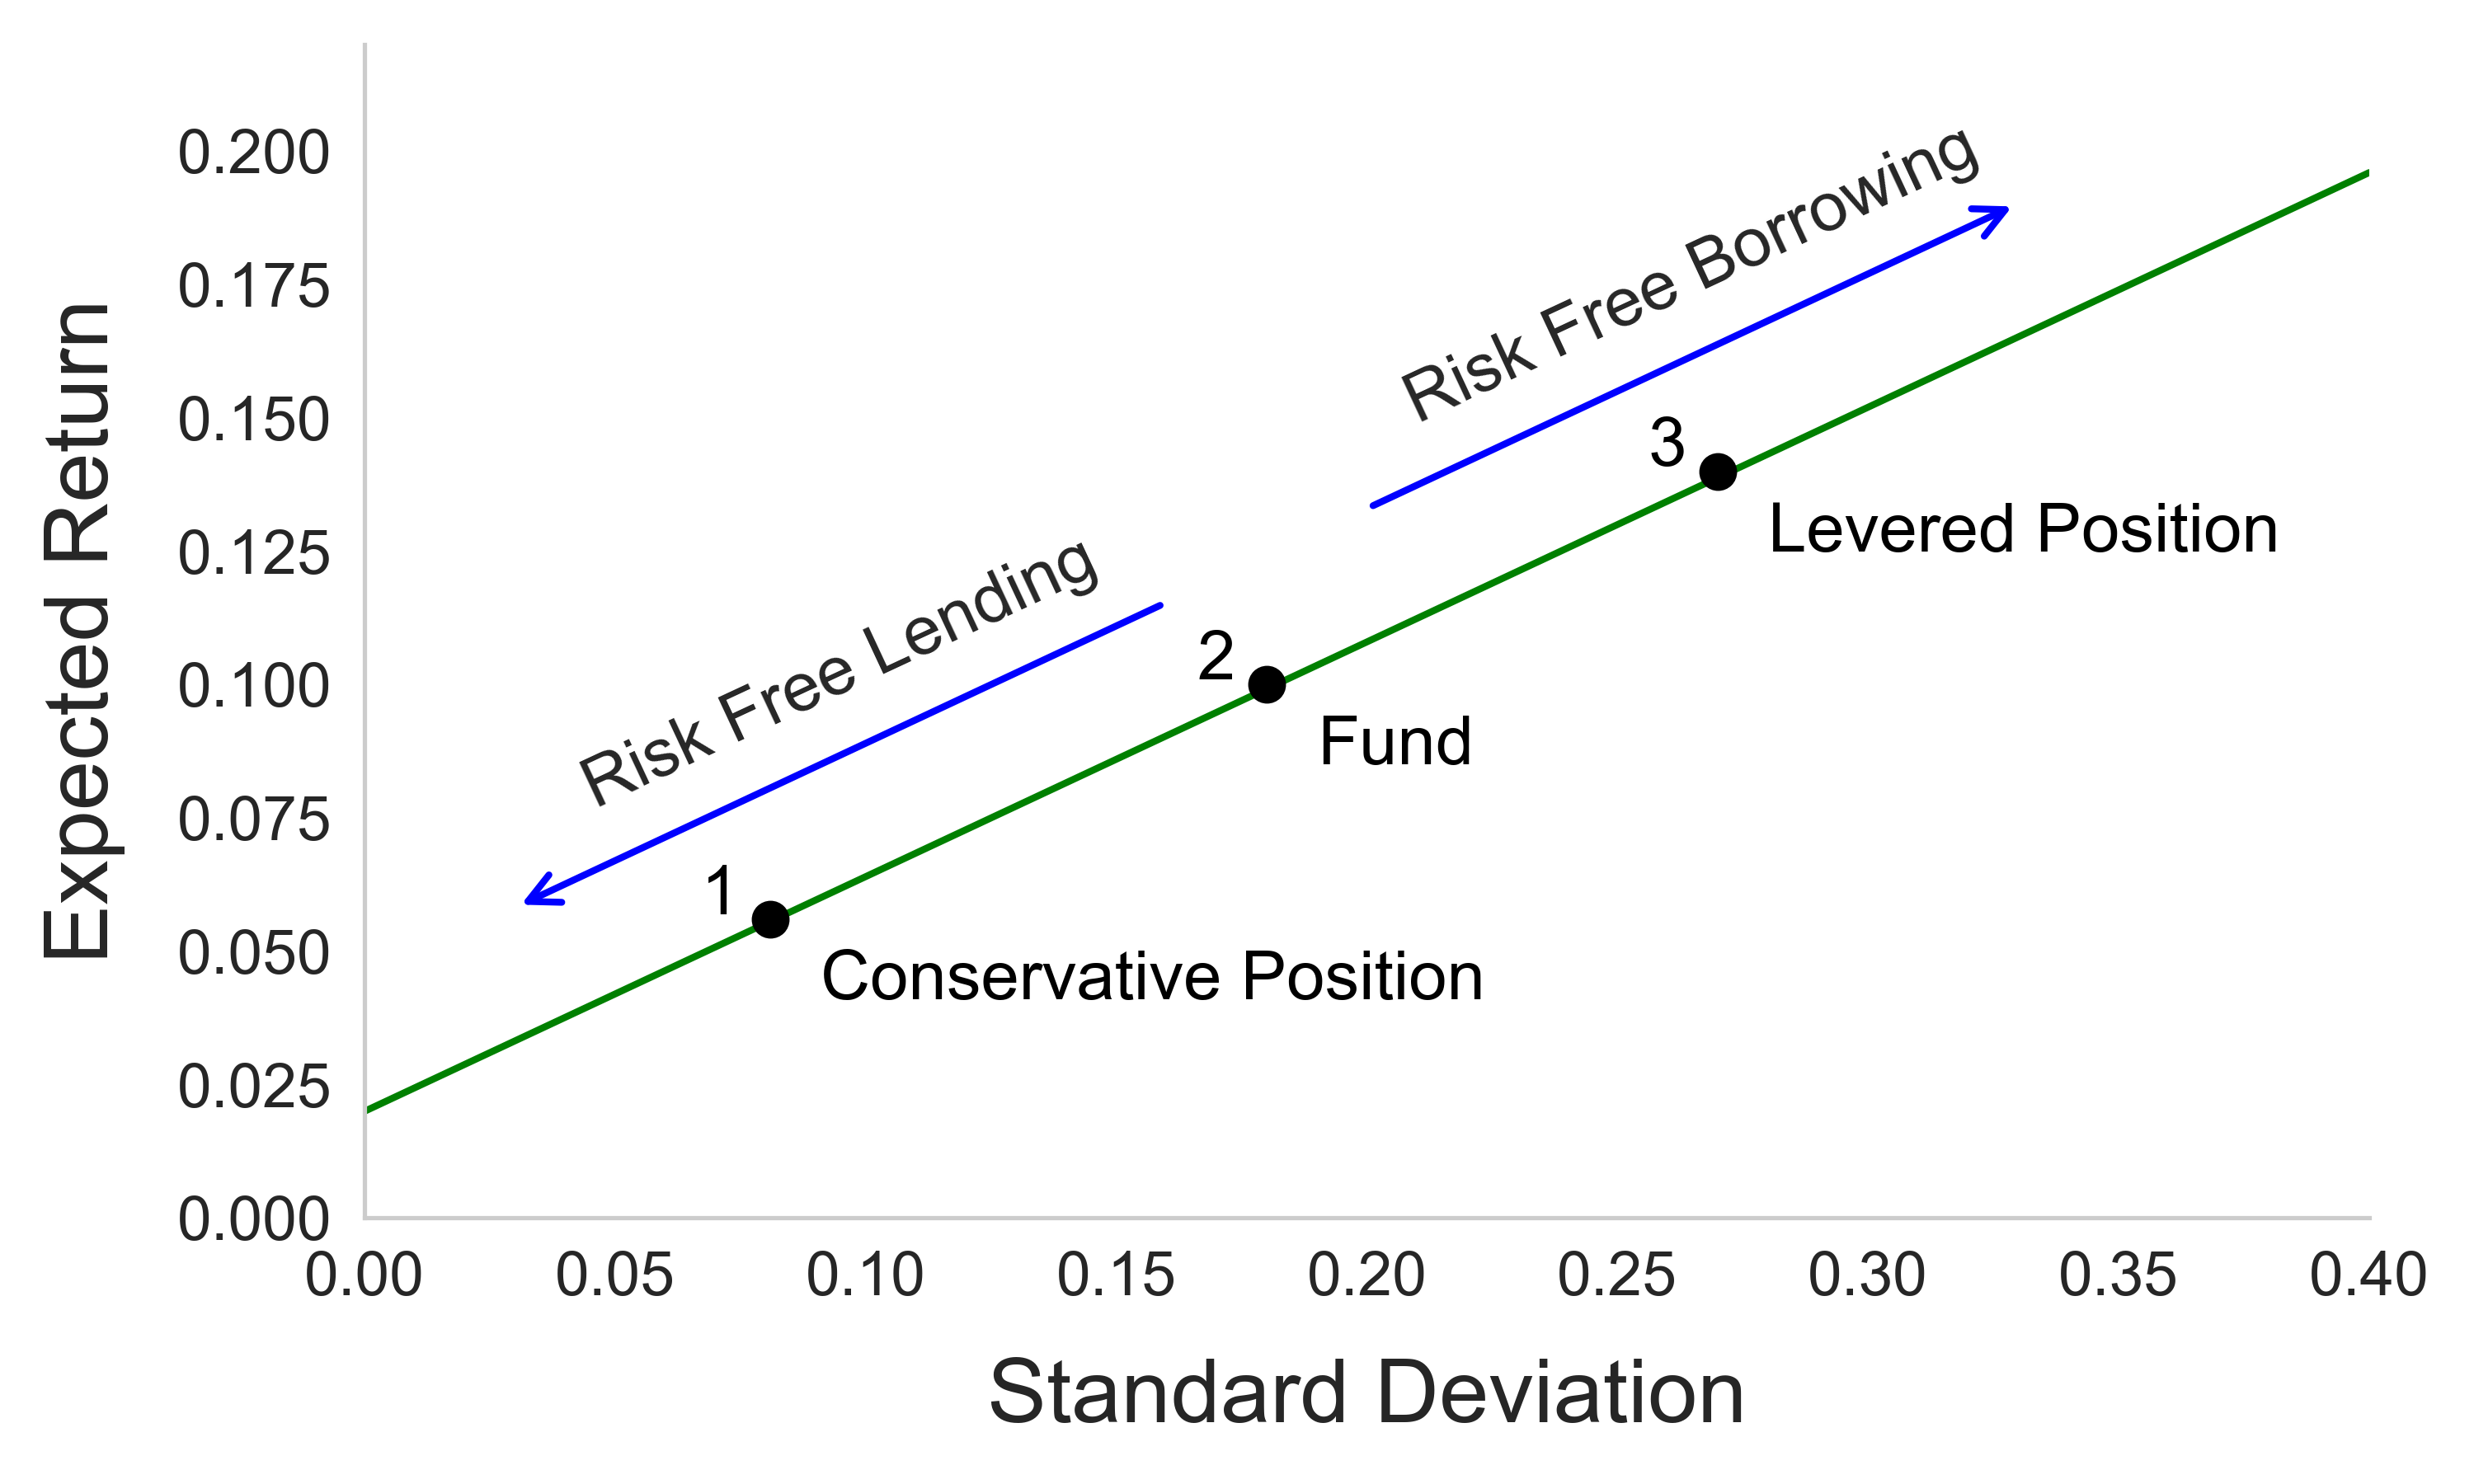 Expected Return
0.200
0.175
0.150
0.125
0.100
0.075
0.050
0.025
0.000
Risk Free Borrowing
3
Levered Position
Risk Free Lending
2
Fund
1
Conservative Position
0.00 0.05 0.10 0.15 0.20 0.25 0.30 0.35 0.40
Standard Deviation